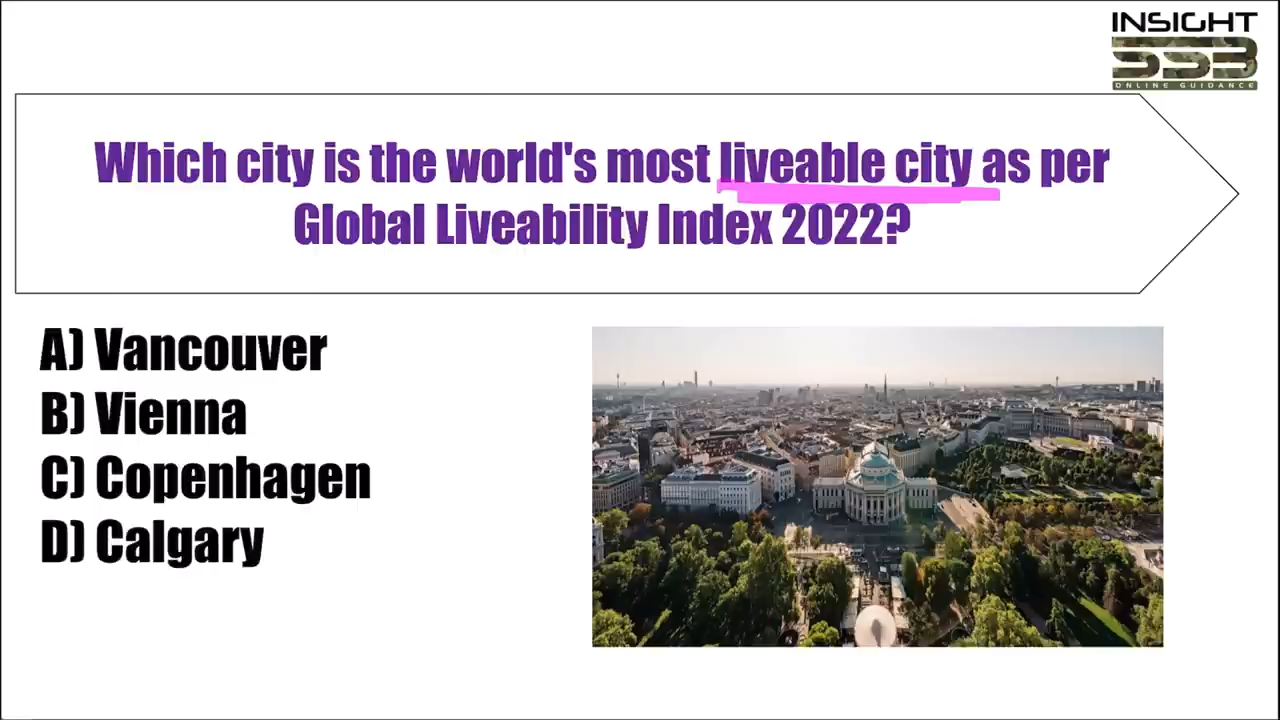 INSIGHT
SSB
ONLINE GUIDANCE
Which city is the world's most liveable city as per
Global Liveability Index 2022?
A) Vancouver
B) Vienna
C) Copenhagen
D) Calgary